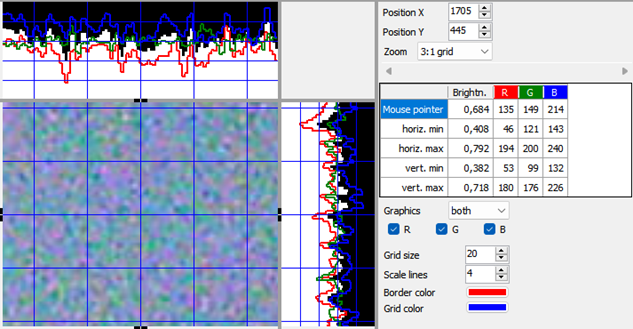 Position X 1705
Position Y 445
Zoom 3:1 grid
Brightn. R G B
Mouse pointer 0,684 135 149 214
horiz. min 0,408 46 121 143
horiz. max 0,792 194 200 240
vert. min 0,382 53 99 132
vert. max 0,718 180 176 226
Graphics both
R G B
Grid size 20
Scale lines 4
Border color
Grid color